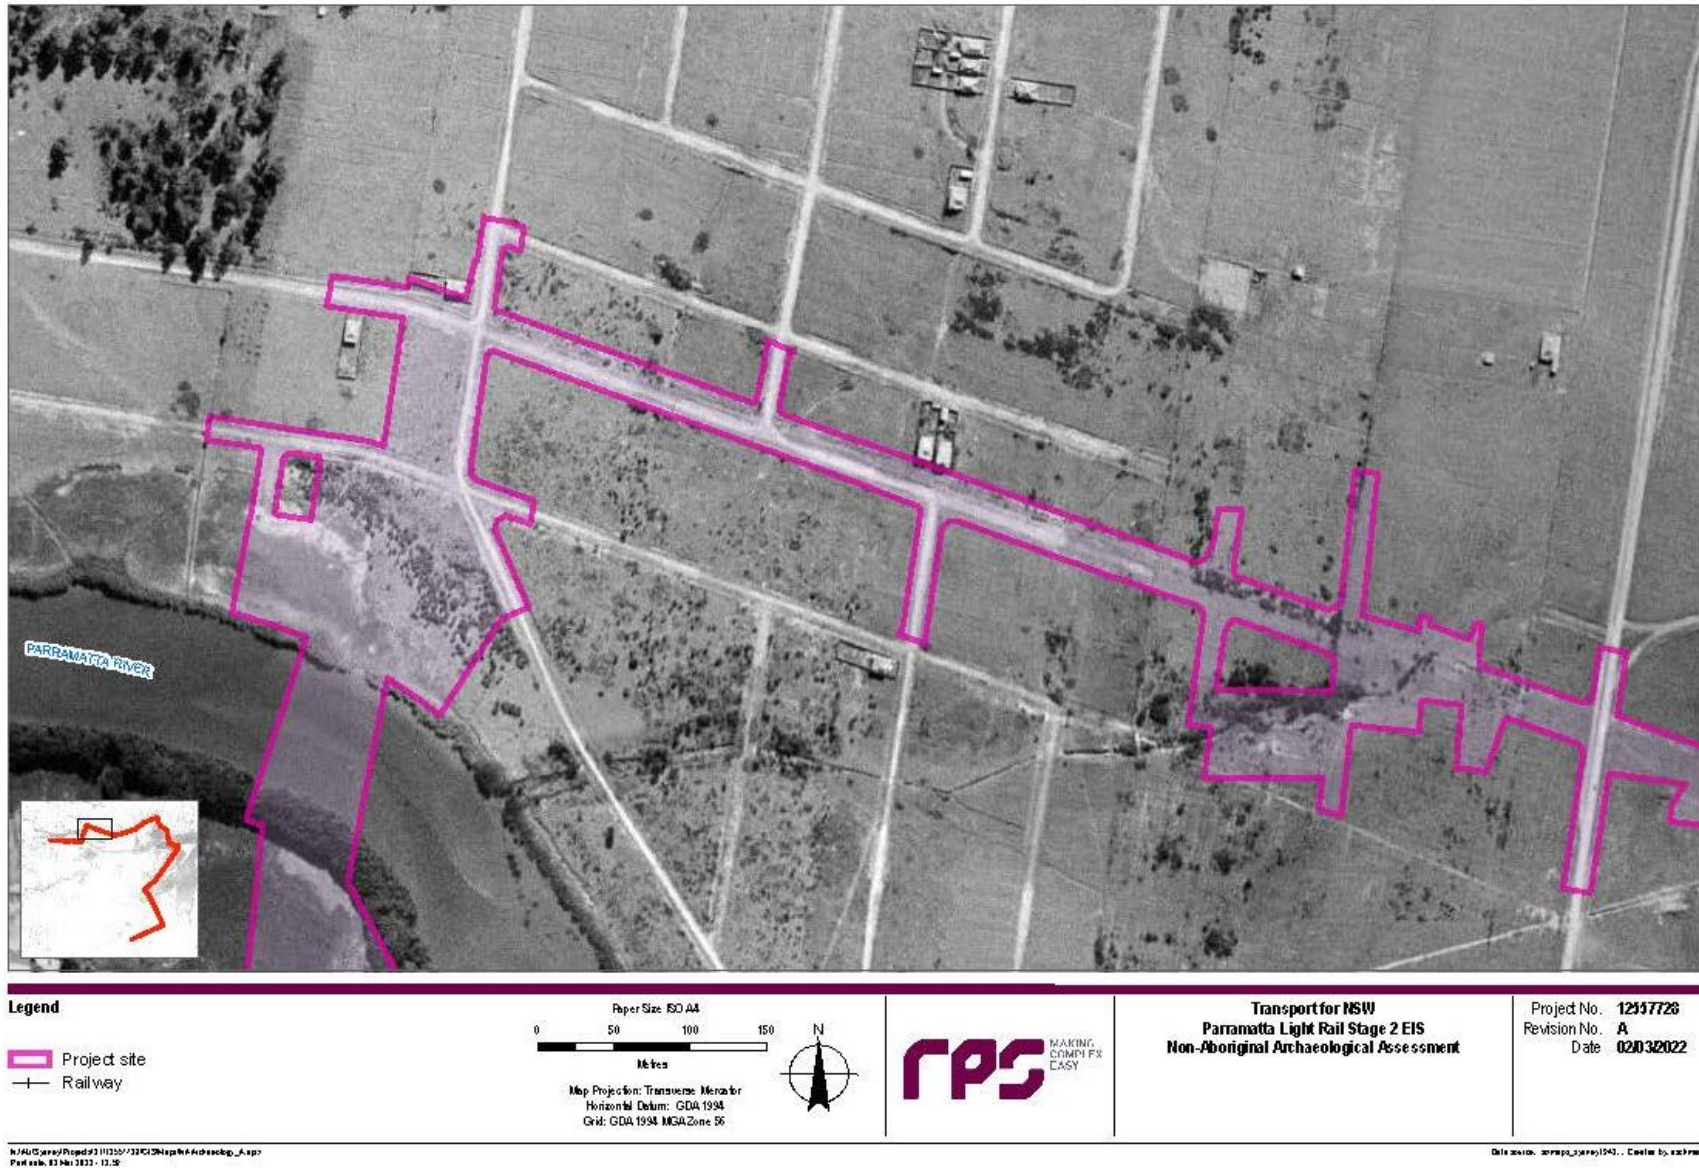 PARRAMATTA RIVER
Legend
Project site
Railway
Paper Size ISO A4
0 50 100 150
Metres
Map Projection: Transverse Mercator
Horizontal Datum: GDA 1994
Grid: GDA 1994 MGA Zone 56
N
rps
MAKING
COMPLEX
EASY
Transport for NSW
Parramatta Light Rail Stage 2 EIS
Non-Aboriginal Archaeological Assessment
Project No. 12557728
Revision No. A
Date 02/03/2022